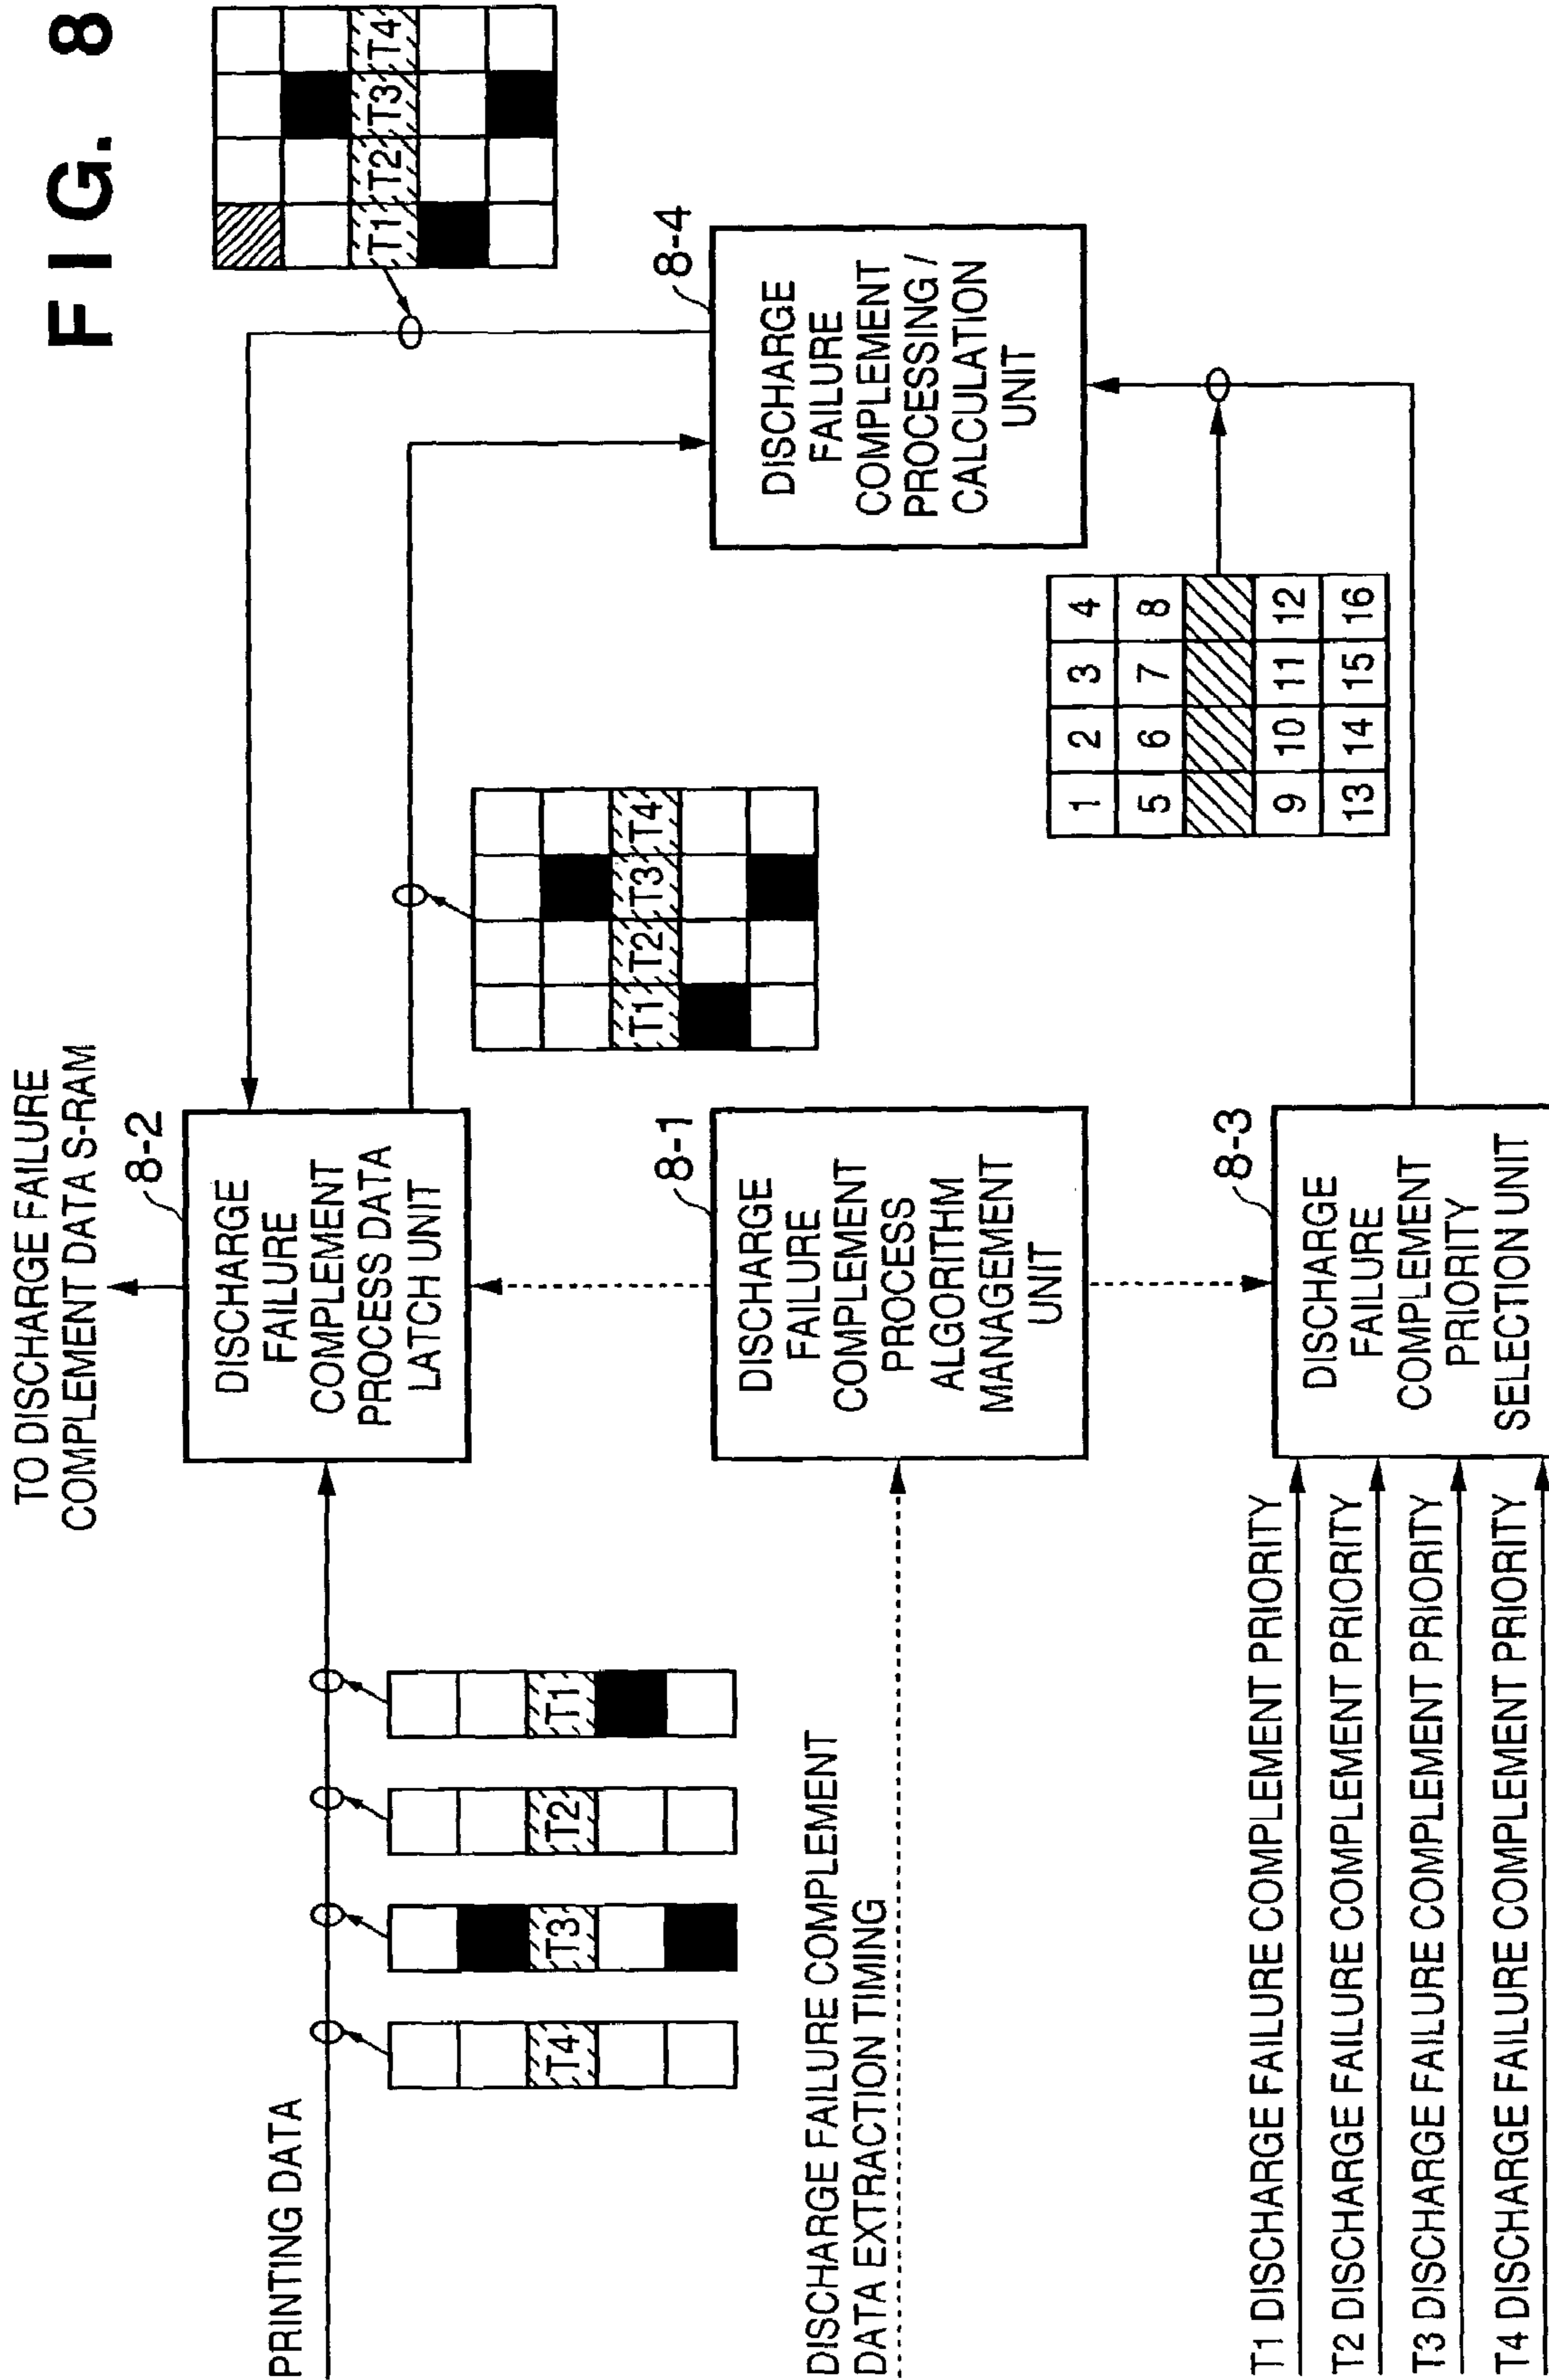 FIG. 8
TO DISCHARGE FAILURE
COMPLEMENT DATA S-RAM
PRINTING DATA
8-2
DISCHARGE
FAILURE
COMPLEMENT
PROCESS DATA
LATCH UNIT
T4
T3
T2
T1
T1 T2 T3 T4
T1 T2 T3 T4
DISCHARGE FAILURE COMPLEMENT
DATA EXTRACTION TIMING
8-1
DISCHARGE
FAILURE
COMPLEMENT
PROCESS
ALGORITHM
MANAGEMENT
UNIT
8-4
DISCHARGE
FAILURE
COMPLEMENT
PROCESSING /
CALCULATION
UNIT
1 2 3 4
5 6 7 8
9 10 11 12
13 14 15 16
8-3
DISCHARGE
FAILURE
COMPLEMENT
PRIORITY
SELECTION UNIT
T1 DISCHARGE FAILURE COMPLEMENT PRIORITY
T2 DISCHARGE FAILURE COMPLEMENT PRIORITY
T3 DISCHARGE FAILURE COMPLEMENT PRIORITY
T4 DISCHARGE FAILURE COMPLEMENT PRIORITY